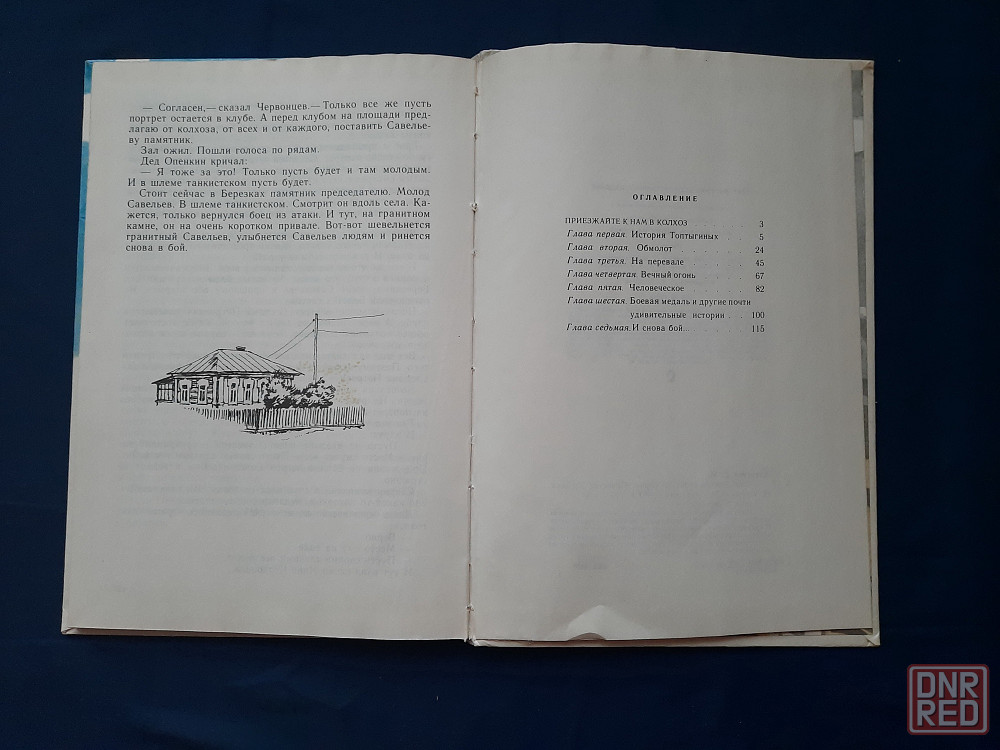 — Согласен,— сказал Червонцев.— Только все же пусть
портрет остается в клубе. А перед клубом на площади пред-
лагаю от колхоза, от всех и от каждого, поставить Савелье-
ву памятник.
Зал ожил. Пошли голоса по рядам.
Дед Опенкин кричал:
— Я тоже за это! Только пусть будет и там молодым.
И в шлеме танкистском пусть будет.
Стоит сейчас в Березках памятник председателю. Молод
Савельев. В шлеме танкистском. Смотрит он вдоль села. Ка-
жется, только вернулся боец из атаки. И тут, на гранитном
камне, он на очень коротком привале. Вот-вот шевельнется
гранитный Савельев, улыбнется Савельев людям и ринется
снова в бой.
ОГЛАВЛЕНИЕ
ПРИЕЗЖАЙТЕ К НАМ В КОЛХОЗ 3
Глава первая. История Топтыгиных . . 5
Глава вторая. Обмолот . . . . . 24
Глава третья. На перевале . . . . 45
Глава четвертая. Вечный огонь . . . . 67
Глава пятая. Человеческое . . . . 82
Глава шестая. Боевая медаль и другие почти
удивительные истории . . 100
Глава седьмая. И снова бой... . . . . 115
DNR
RED